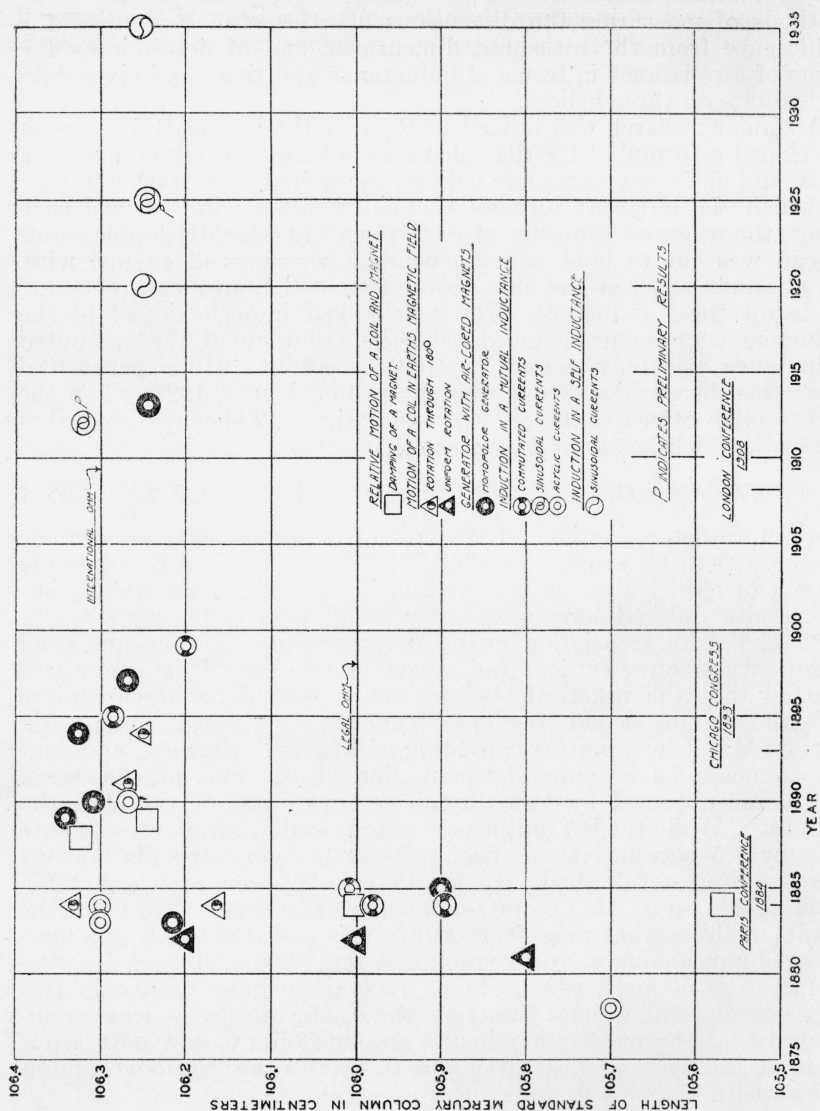 LENGTH OF STANDARD MERCURY COLUMN IN CENTIMETERS
106,4
106,3
106,2
106,1
106,0
105,9
105,8
105,7
105,6
105,5
INTERNATIONAL OHM
LEGAL OHM
P
P
RELATIVE MOTION OF A COIL AND MAGNET
DAMPING OF A MAGNET
MOTION OF A COIL IN EARTHS MAGNETIC FIELD
ROTATION THROUGH 180°
UNIFORM ROTATION
GENERATOR WITH AIR-CORED MAGNETS
MONOPOLOR GENERATOR
INDUCTION IN A MUTUAL INDUCTANCE
COMMUTATED CURRENTS
SINUSOIDAL CURRENTS
ACYCLIC CURRENTS
INDUCTION IN A SELF INDUCTANCE
SINUSOIDAL CURRENTS
P INDICATES PRELIMINARY RESULTS
PARIS CONFERENCE
1884
CHICAGO CONGRESS
1893
LONDON CONFERENCE
1908
1875
1880
1885
1890
1895
1900
1905
1910
1915
1920
1925
1930
1935
YEAR